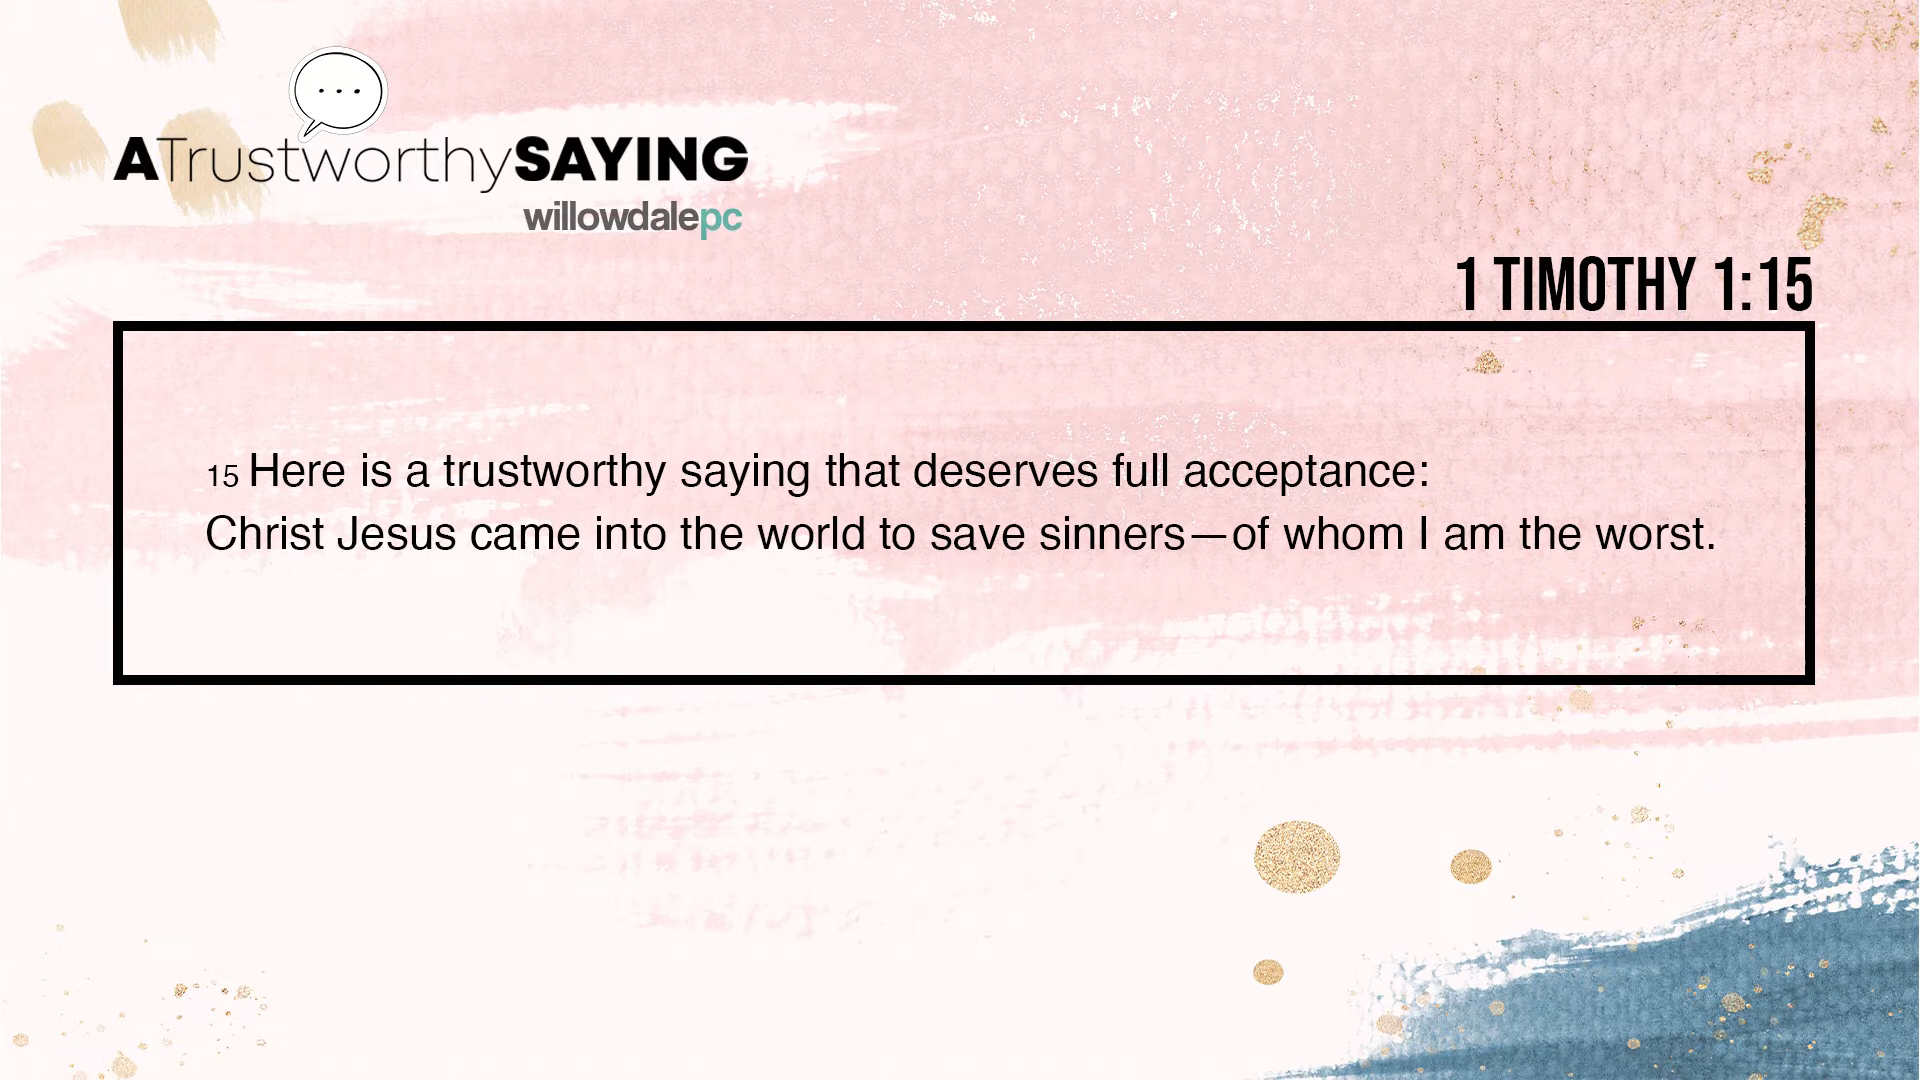 ATrustworthySAYING
willowdalepc
1 TIMOTHY 1:15
15 Here is a trustworthy saying that deserves full acceptance:
Christ Jesus came into the world to save sinners—of whom I am the worst.